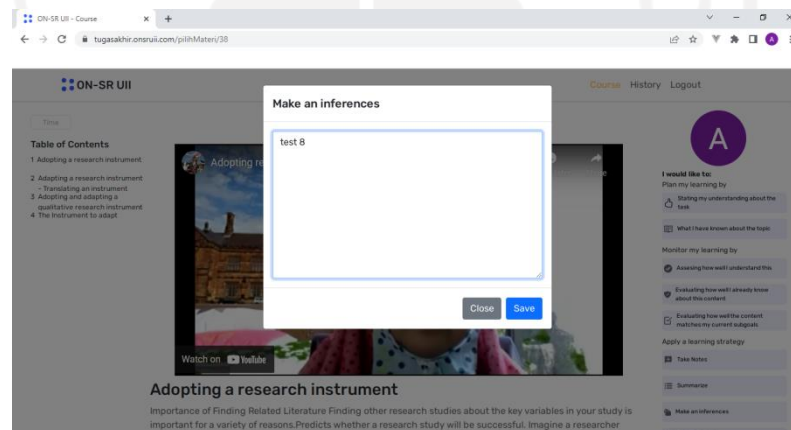 ON-SR UII - Course
tugasakhir.onsruii.com/pilihMateri/38
A
ON-SR UII
Course History Logout
Time
Table of Contents
1 Adopting a research instrument
2 Adapting a research instrument
- Translating an instrument
3 Adopting and adapting a
qualitative research instrument
4 The Instrument to adapt
Adopting re
Make an inferences
test 8
Close Save
Watch on YouTube
Adopting a research instrument
Importance of Finding Related Literature Finding other research studies about the key variables in your study is
important for a variety of reasons.Predicts whether a research study will be successful. Imagine a researcher
A
I would like to:
Plan my learning by
Stating my understanding about the
task
What I have known about the topic
Monitor my learning by
Assesing how well I understand this
Evaluating how well I already know
about this content
Evaluating how well the content
matches my current subgoals
Apply a learning strategy
Take Notes
Summarize
Make an inferences